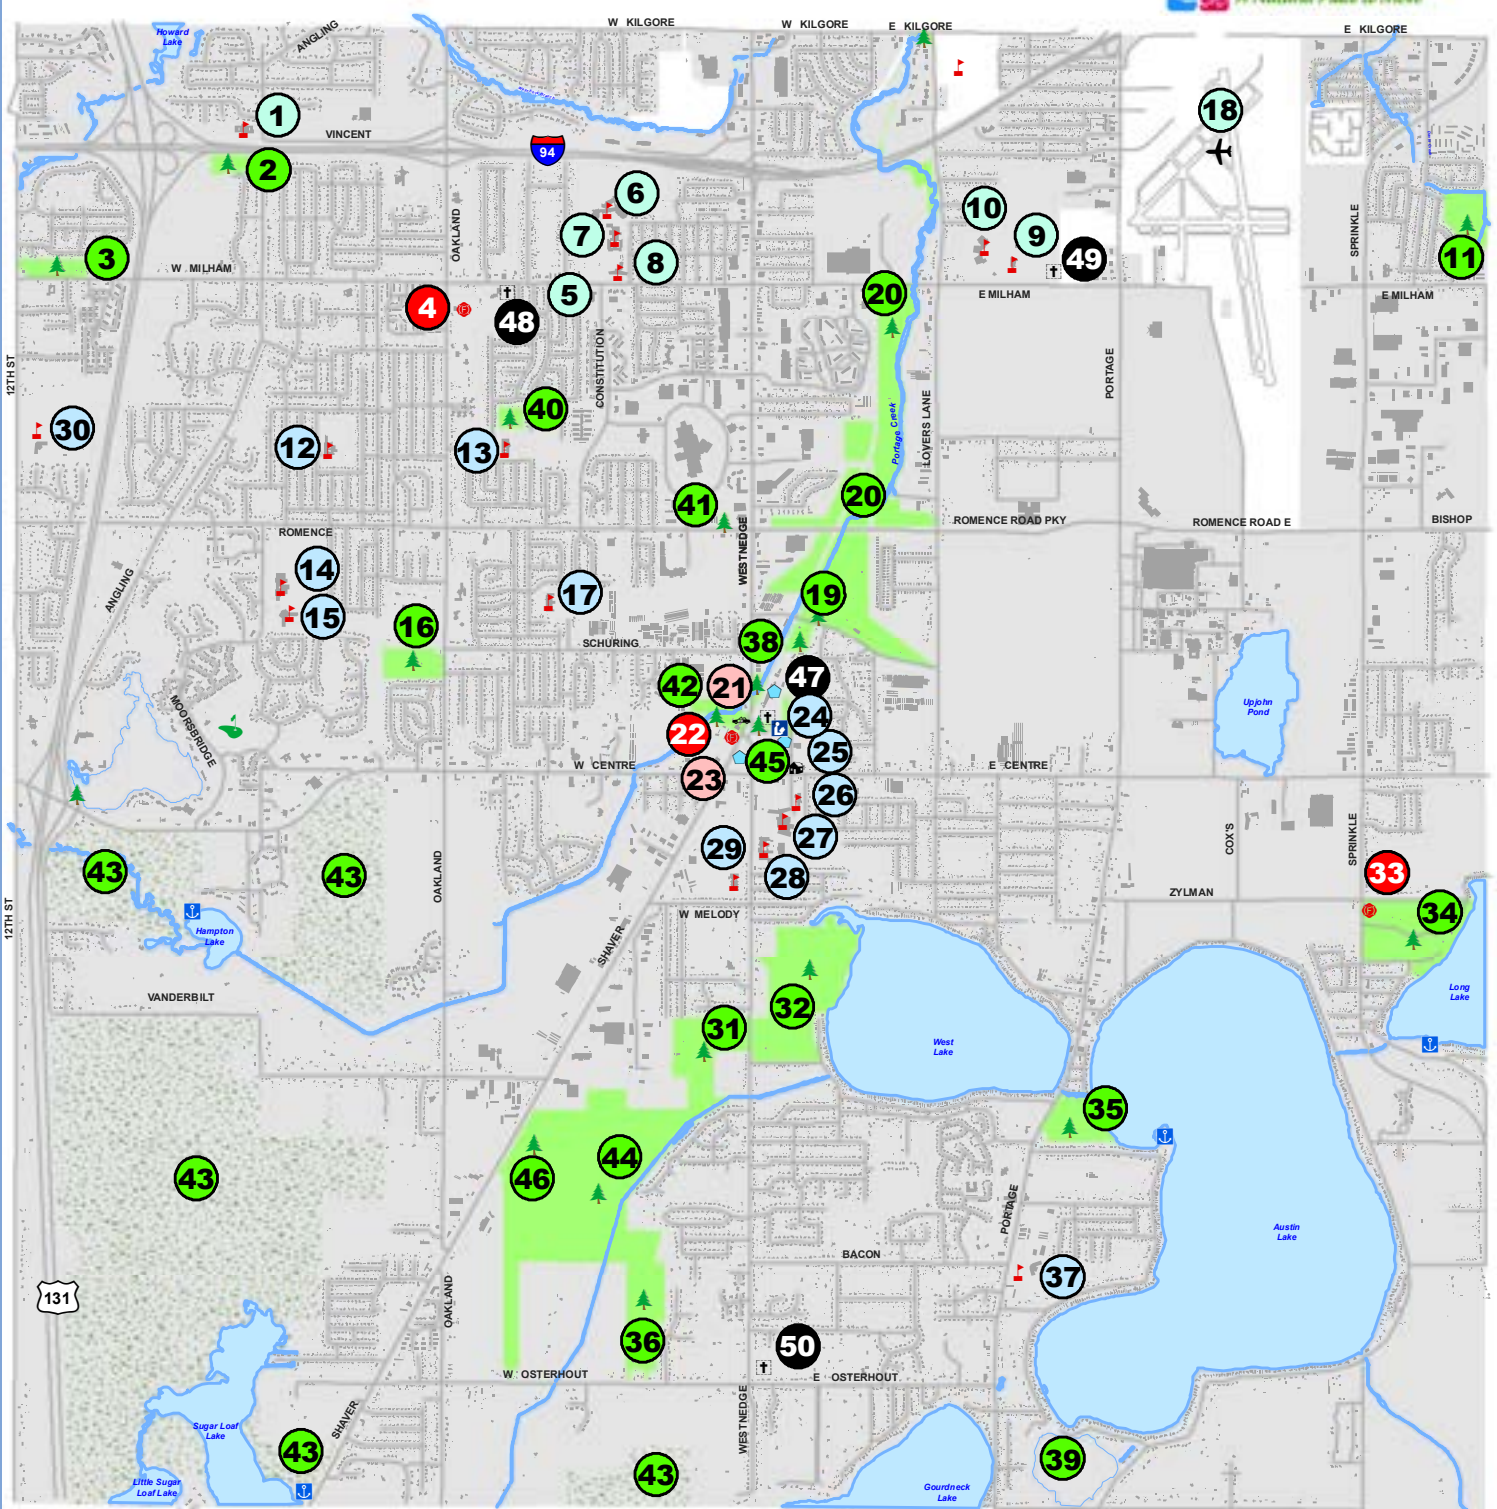 W KILGORE
W KILGORE
E KILGORE
E KILGORE
Howard
Lake
ANGLING
1
VINCENT
94
18
2
6
10
7
9
OAKLAND
SPRINKLE
3
W MILHAM
8
49
11
5
20
E MILHAM
E MILHAM
4
48
12TH ST
CONSTITUTION
PORTAGE
40
LOVERS LANE
Portage Creek
30
12
13
41
20
ROMENCE
WESTNEDGE
ROMENCE ROAD PKY
ROMENCE ROAD E
BISHOP
14
ANGLING
17
19
15
16
SCHURING
38
42
21
47
MOORSBRIDGE
24
Upjohn
Pond
22
25
W CENTRE
45
E CENTRE
23
26
27
29
COX'S
SPRINKLE
43
43
OAKLAND
28
33
ZYLMAN
12TH ST
W MELODY
34
Hampton
Lake
SHAVER
VANDERBILT
32
Long
Lake
31
West
Lake
35
44
43
46
PORTAGE
Austin
Lake
BACON
37
131
OAKLAND
36
50
W OSTERHOUT
E OSTERHOUT
WESTNEDGE
SHAVER
Sugar Loaf
Lake
43
39
43
Little Sugar
Loaf Lake
Gourdneck
Lake